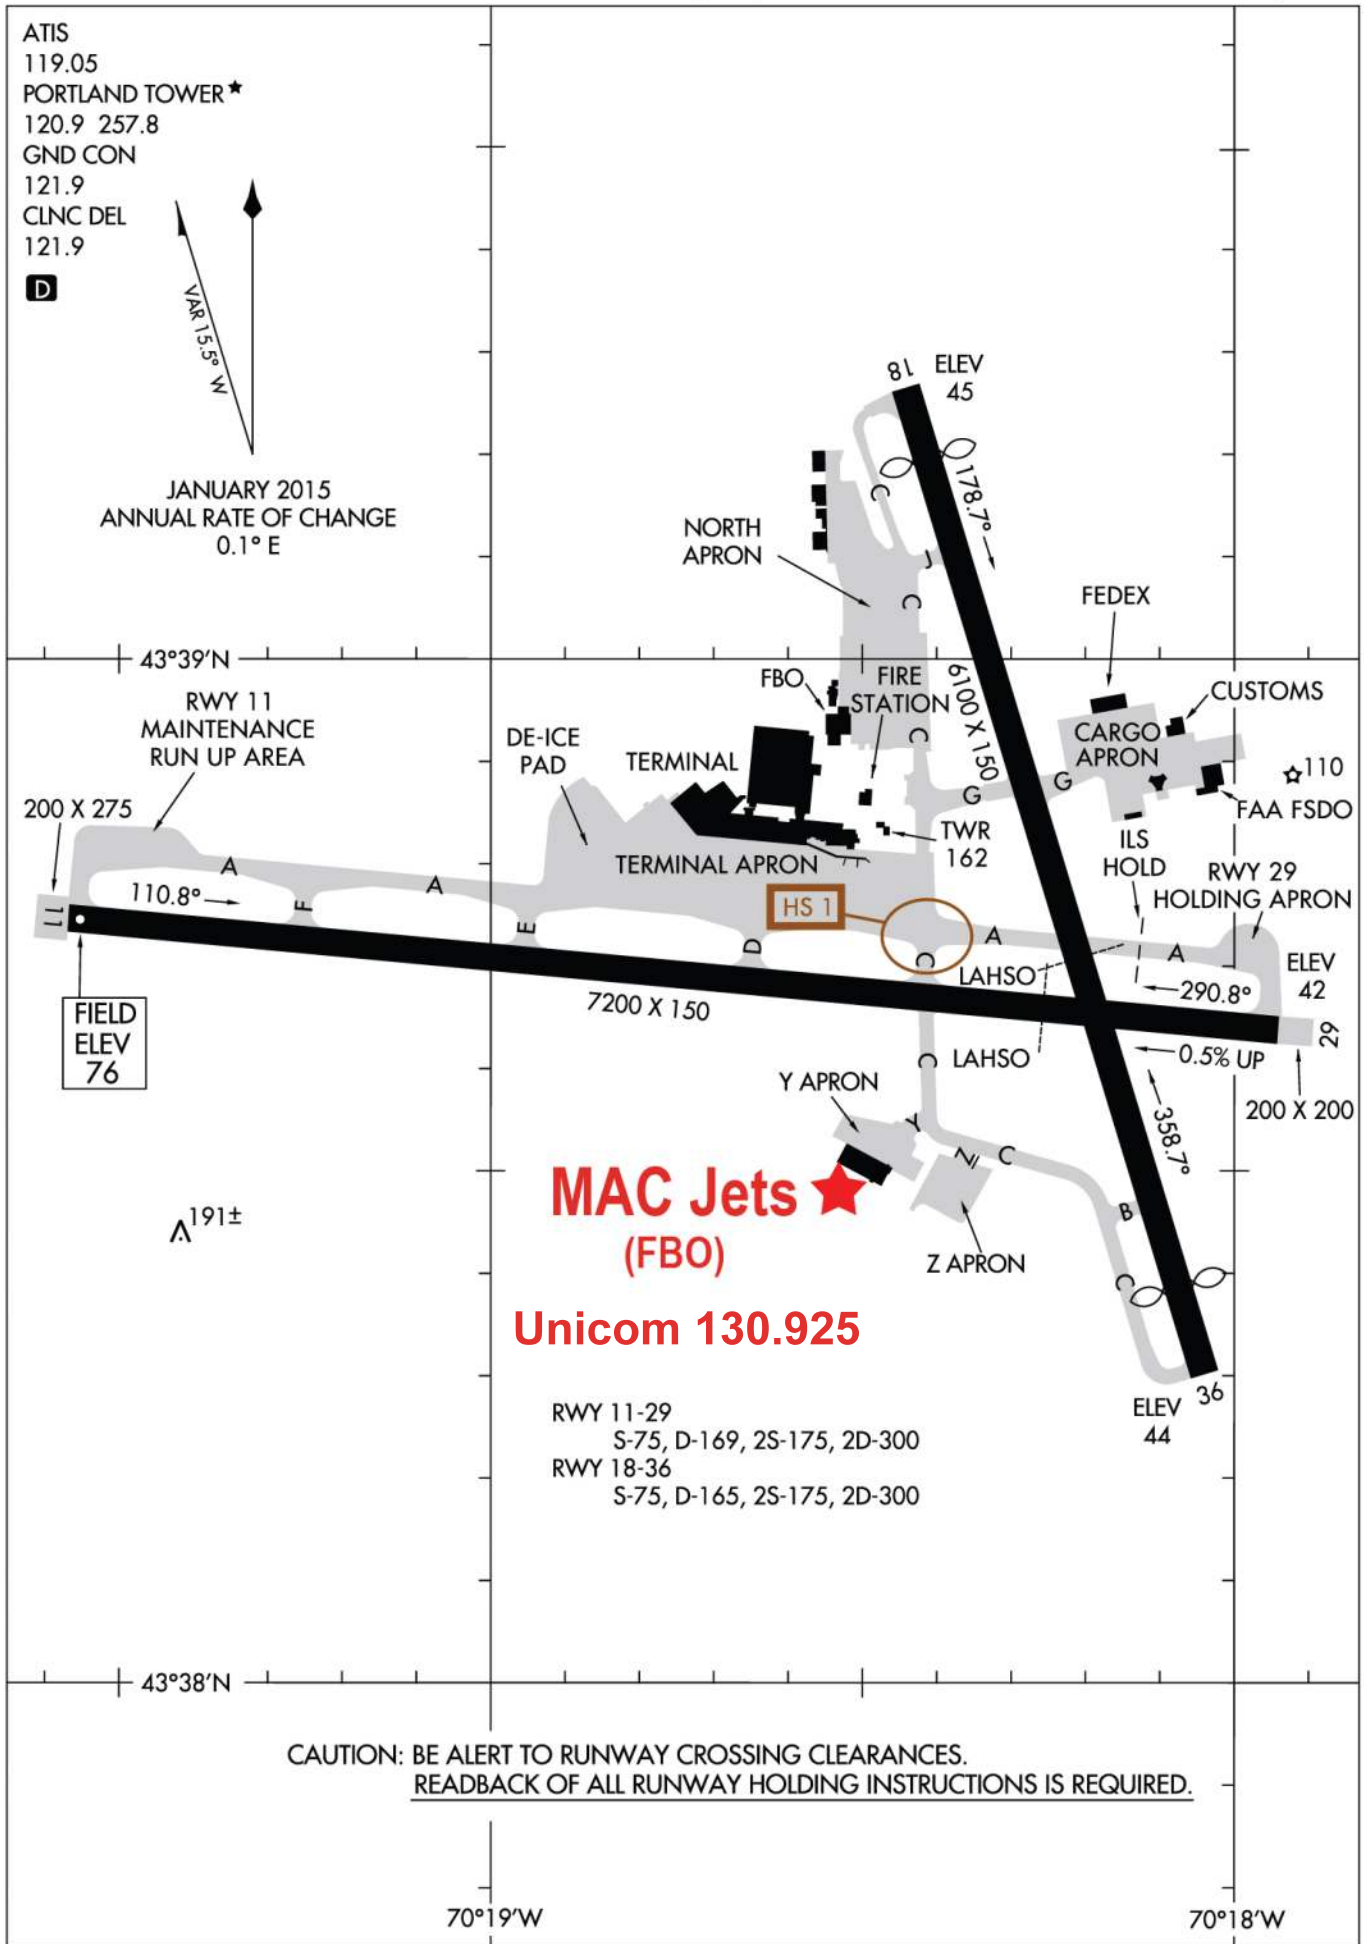 ATIS
119.05
PORTLAND TOWER★
120.9 257.8
GND CON
121.9
CLNC DEL
121.9
D
VAR 15.5° W
JANUARY 2015
ANNUAL RATE OF CHANGE
0.1° E
18
ELEV
45
C
178.7°
NORTH
APRON
J
C
FEDEX
43°39'N
RWY 11
MAINTENANCE
RUN UP AREA
FBO
FIRE
STATION
6100 X 150
CUSTOMS
DE-ICE
PAD
TERMINAL
C
CARGO
APRON
110
200 X 275
G
G
FAA FSDO
TWR
162
ILS
HOLD
TERMINAL APRON
A
A
RWY 29
HOLDING APRON
11
110.8°
F
E
D
HS 1
C
A
A
LAHSO
ELEV
42
290.8°
7200 X 150
29
FIELD
ELEV
76
C
LAHSO
0.5% UP
Y APRON
200 X 200
Y
358.7°
Z
C
MAC Jets
(FBO)
B
191±
Z APRON
C
Unicom 130.925
36
ELEV
44
RWY 11-29
S-75, D-169, 2S-175, 2D-300
RWY 18-36
S-75, D-165, 2S-175, 2D-300
43°38'N
CAUTION: BE ALERT TO RUNWAY CROSSING CLEARANCES.
READBACK OF ALL RUNWAY HOLDING INSTRUCTIONS IS REQUIRED.
70°19'W
70°18'W